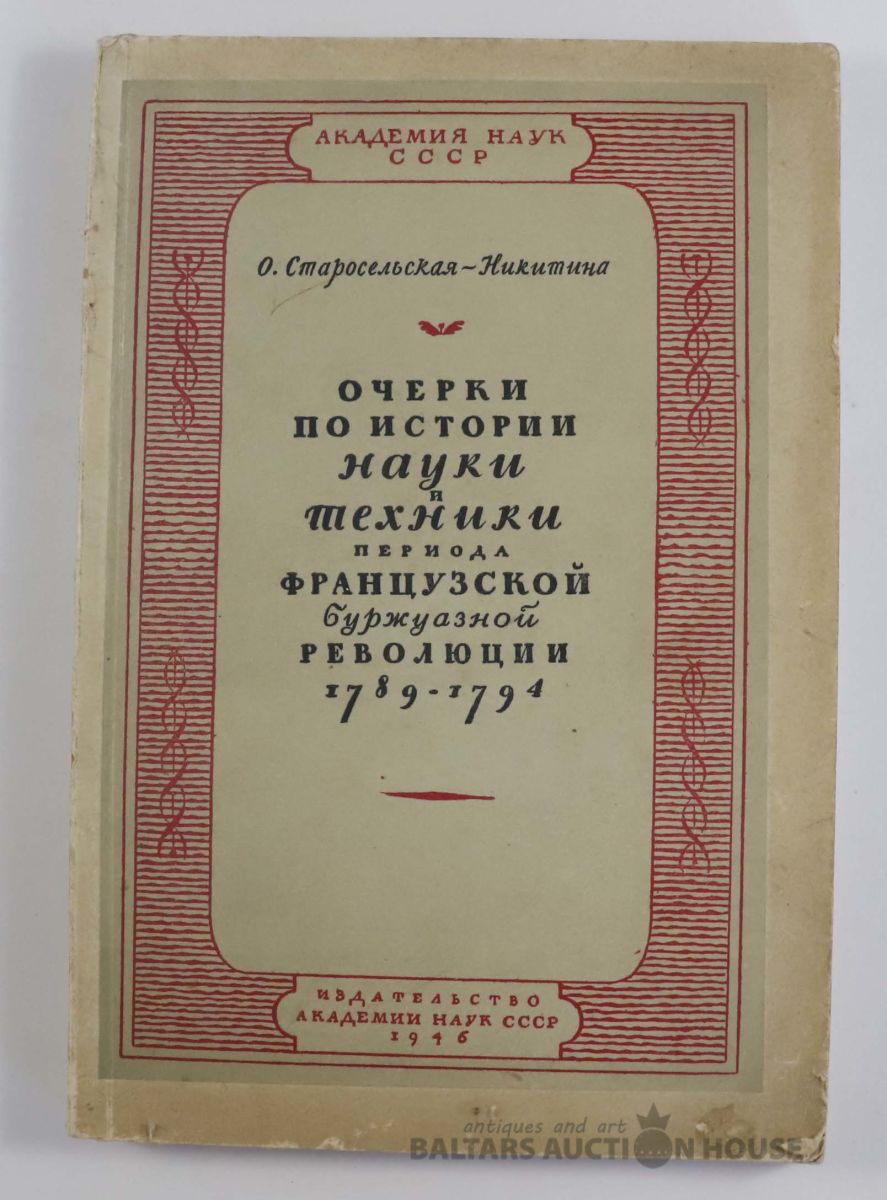 АКАДЕМИЯ НАУК
СССР
О. Старосельская~Никитина
ОЧЕРКИ
ПО ИСТОРИИ
науки
и
техники
ПЕРИОДА
ФРАНЦУЗСКОЙ
буржуазной
РЕВОЛЮЦИИ
1789-1794
ИЗДАТЕЛЬСТВО
АКАДЕМИИ НАУК СССР
1946
antiques and art
BALTARS AUCTION HOUSE